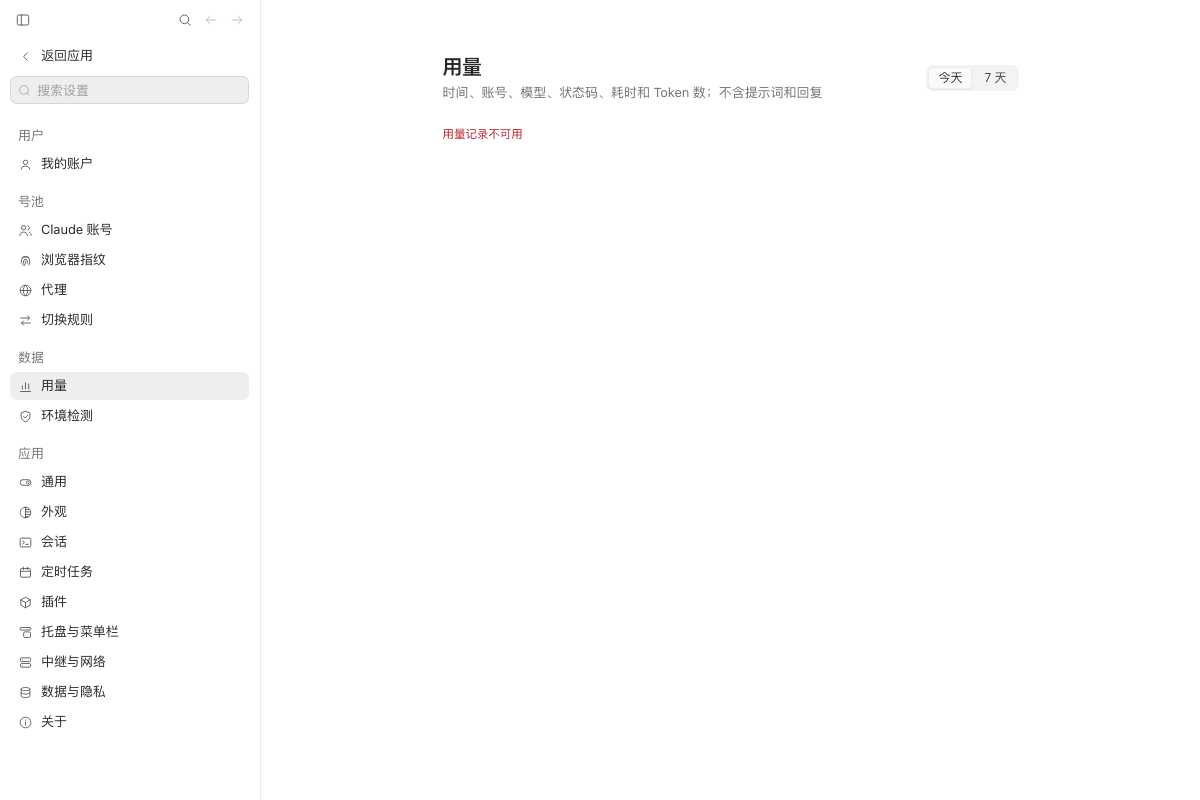 返回应用
搜索设置
用户
我的账户
号池
Claude 账号
浏览器指纹
代理
切换规则
数据
用量
环境检测
应用
通用
外观
会话
定时任务
插件
托盘与菜单栏
中继与网络
数据与隐私
关于
用量
时间、账号、模型、状态码、耗时和 Token 数；不含提示词和回复
今天 7 天
用量记录不可用